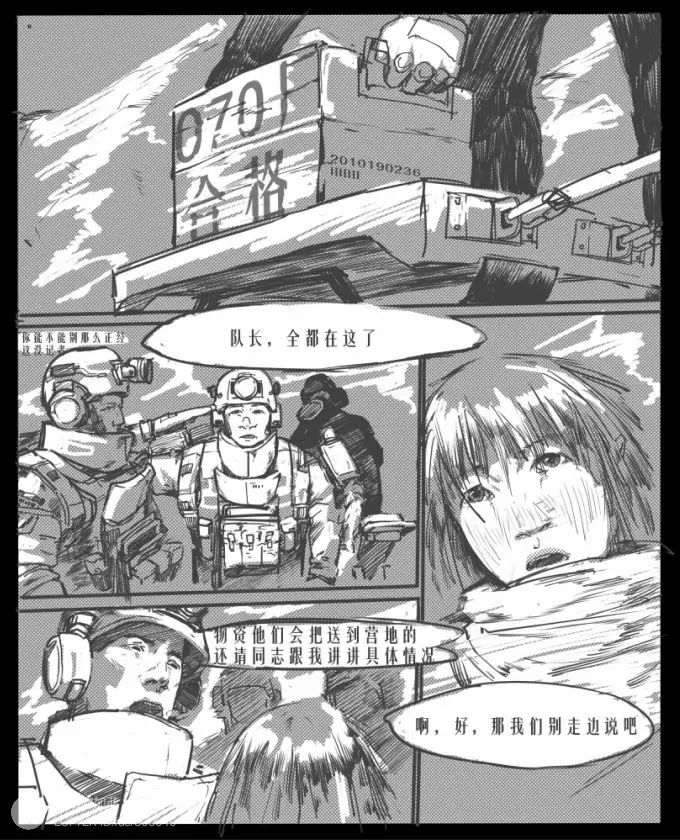 0701
合格
2010190236
队长，全都在这了
你能不能别那么正经
这没记者
物资他们会把送到营地的
还请同志跟我讲讲具体情况
啊，好，那我们别走边说吧